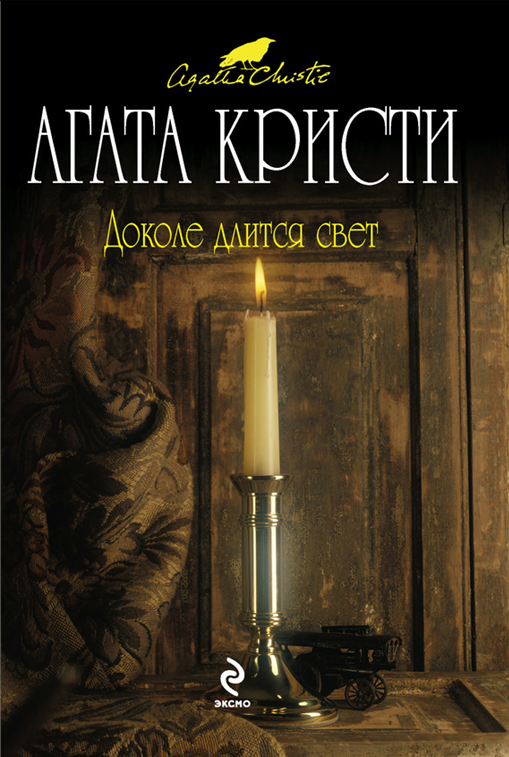 Agatha Christie
АГАТА КРИСТИ
Доколе длится свет
ЭКСМО